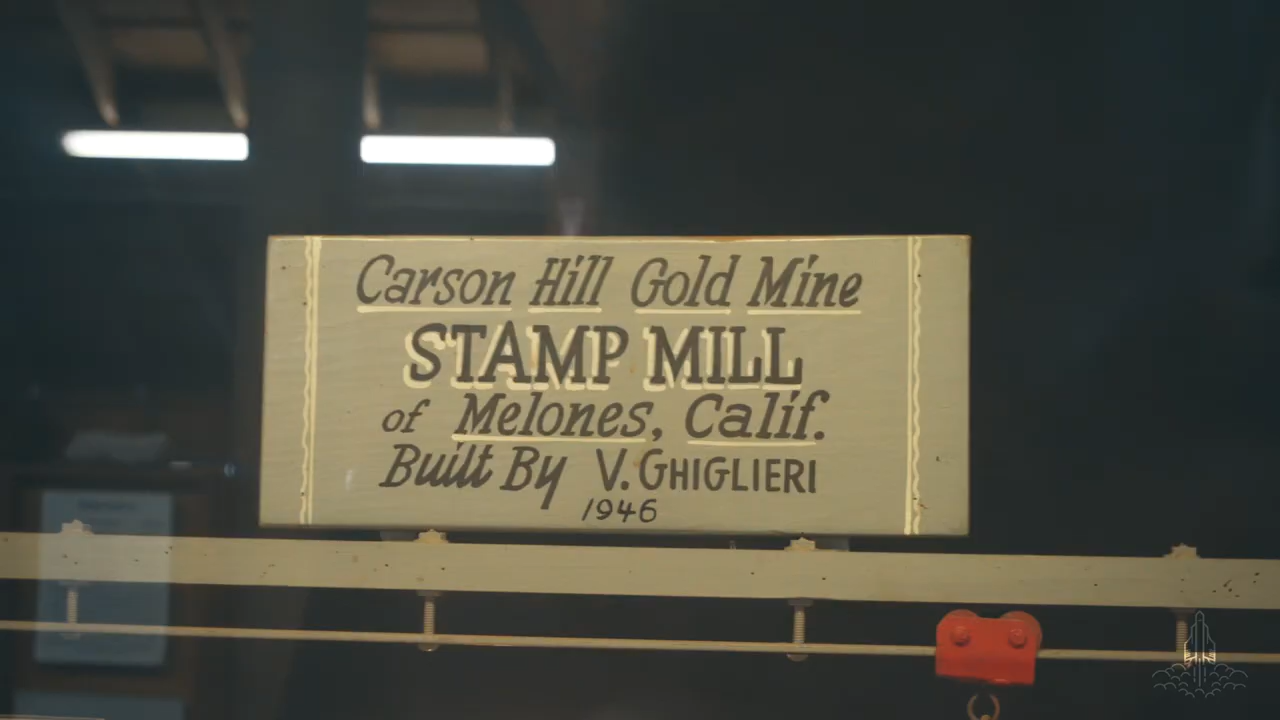 Carson Hill Gold Mine
STAMP MILL
of Melones, Calif.
Built By V. GHIGLIERI
1946